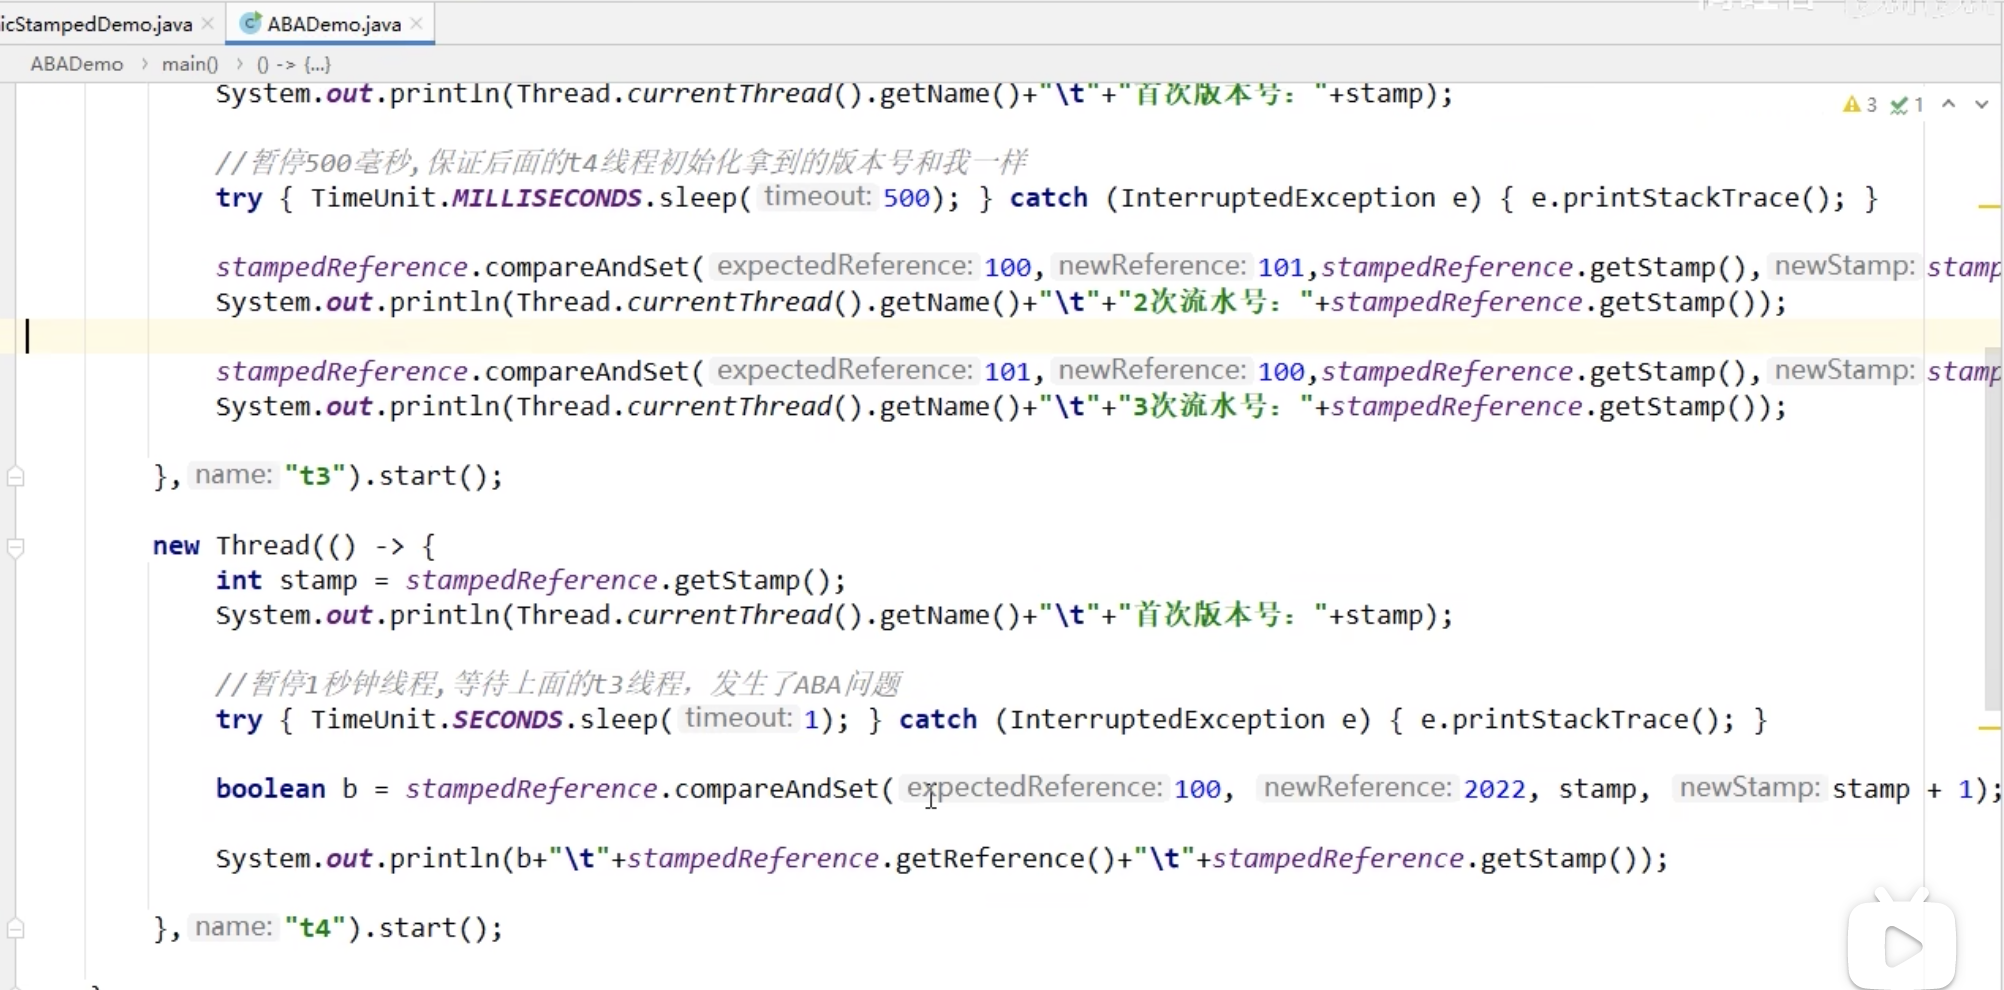 icStampedDemo.java ABADemo.java
ABADemo main() () -> {...}
System.out.println(Thread.currentThread().getName()+"\t"+"首次版本号："+stamp);
3 1
//暂停500毫秒,保证后面的t4线程初始化拿到的版本号和我一样
try { TimeUnit.MILLISECONDS.sleep( timeout: 500); } catch (InterruptedException e) { e.printStackTrace(); }
stampedReference.compareAndSet( expectedReference: 100, newReference: 101,stampedReference.getStamp(), newStamp: stamp
System.out.println(Thread.currentThread().getName()+"\t"+"2次流水号："+stampedReference.getStamp());
stampedReference.compareAndSet( expectedReference: 101, newReference: 100,stampedReference.getStamp(), newStamp: stamp
System.out.println(Thread.currentThread().getName()+"\t"+"3次流水号："+stampedReference.getStamp());
}, name: "t3").start();
new Thread(() -> {
int stamp = stampedReference.getStamp();
System.out.println(Thread.currentThread().getName()+"\t"+"首次版本号："+stamp);
//暂停1秒钟线程,等待上面的t3线程，发生了ABA问题
try { TimeUnit.SECONDS.sleep( timeout: 1); } catch (InterruptedException e) { e.printStackTrace(); }
boolean b = stampedReference.compareAndSet( expectedReference: 100, newReference: 2022, stamp, newStamp: stamp + 1);
System.out.println(b+"\t"+stampedReference.getReference()+"\t"+stampedReference.getStamp());
}, name: "t4").start();